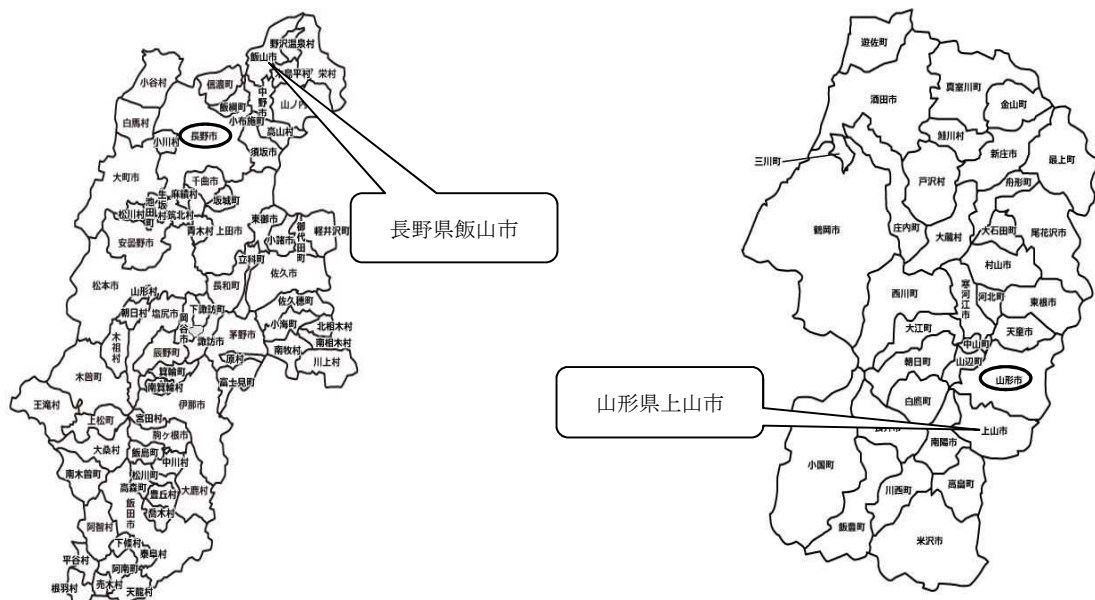 野沢温泉村
飯山市
木島平村
栄村
小谷村
信濃町
中野市
山ノ内
飯綱町
白馬村
小布施町
高山村
小川村
長野市
須坂市
大町市
千曲市
生坂村
麻績村
坂城町
池田町
松川村
筑北村
東御市
御代田町
軽井沢町
青木村
上田市
小諸市
安曇野市
立科町
佐久市
長野県飯山市
松本市
長和町
山形村
佐久穂町
朝日村
塩尻市
下諏訪町
岡谷市
小海町
北相木村
木祖村
諏訪市
茅野市
南相木村
辰野町
原村
南牧村
川上村
箕輪町
富士見町
木曽町
南箕輪村
伊那市
王滝村
上松町
宮田村
駒ヶ根市
大桑村
飯島町
中川村
南木曽町
松川町
高森町
豊丘村
大鹿村
飯田市
喬木村
阿智村
下條村
泰阜村
平谷村
阿南町
根羽村
売木村
天龍村
遊佐町
真室川町
酒田市
金山町
鮭川村
三川町
新庄市
最上町
戸沢村
舟形町
鶴岡市
庄内町
大蔵村
大石田町
尾花沢市
村山市
西川町
寒河江市
河北町
東根市
大江町
天童市
中山町
朝日町
山辺町
山形市
白鷹町
山形県上山市
上山市
長井市
南陽市
小国町
川西町
高畠町
飯豊町
米沢市